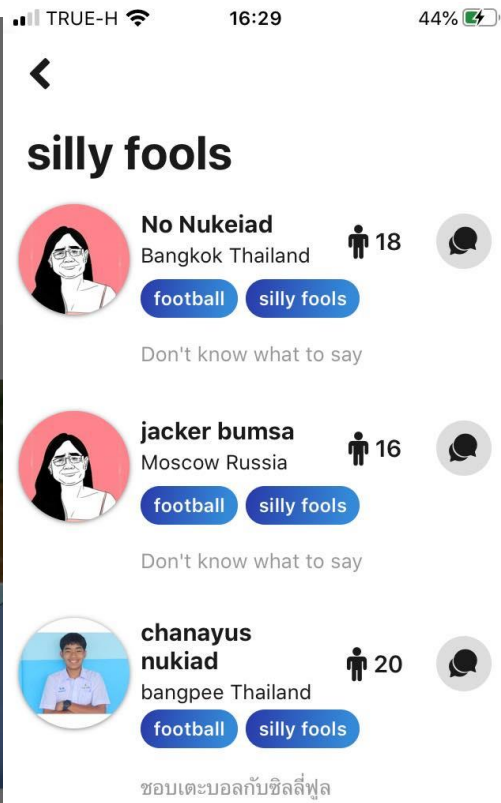 TRUE-H 16:29 44%
silly fools
No Nukeiad
Bangkok Thailand
18
football silly fools
Don't know what to say
jacker bumsa
Moscow Russia
16
football silly fools
Don't know what to say
chanayus
nukiad
bangpee Thailand
20
football silly fools
ชอบเตะบอลกับซิลลี่ฟูล